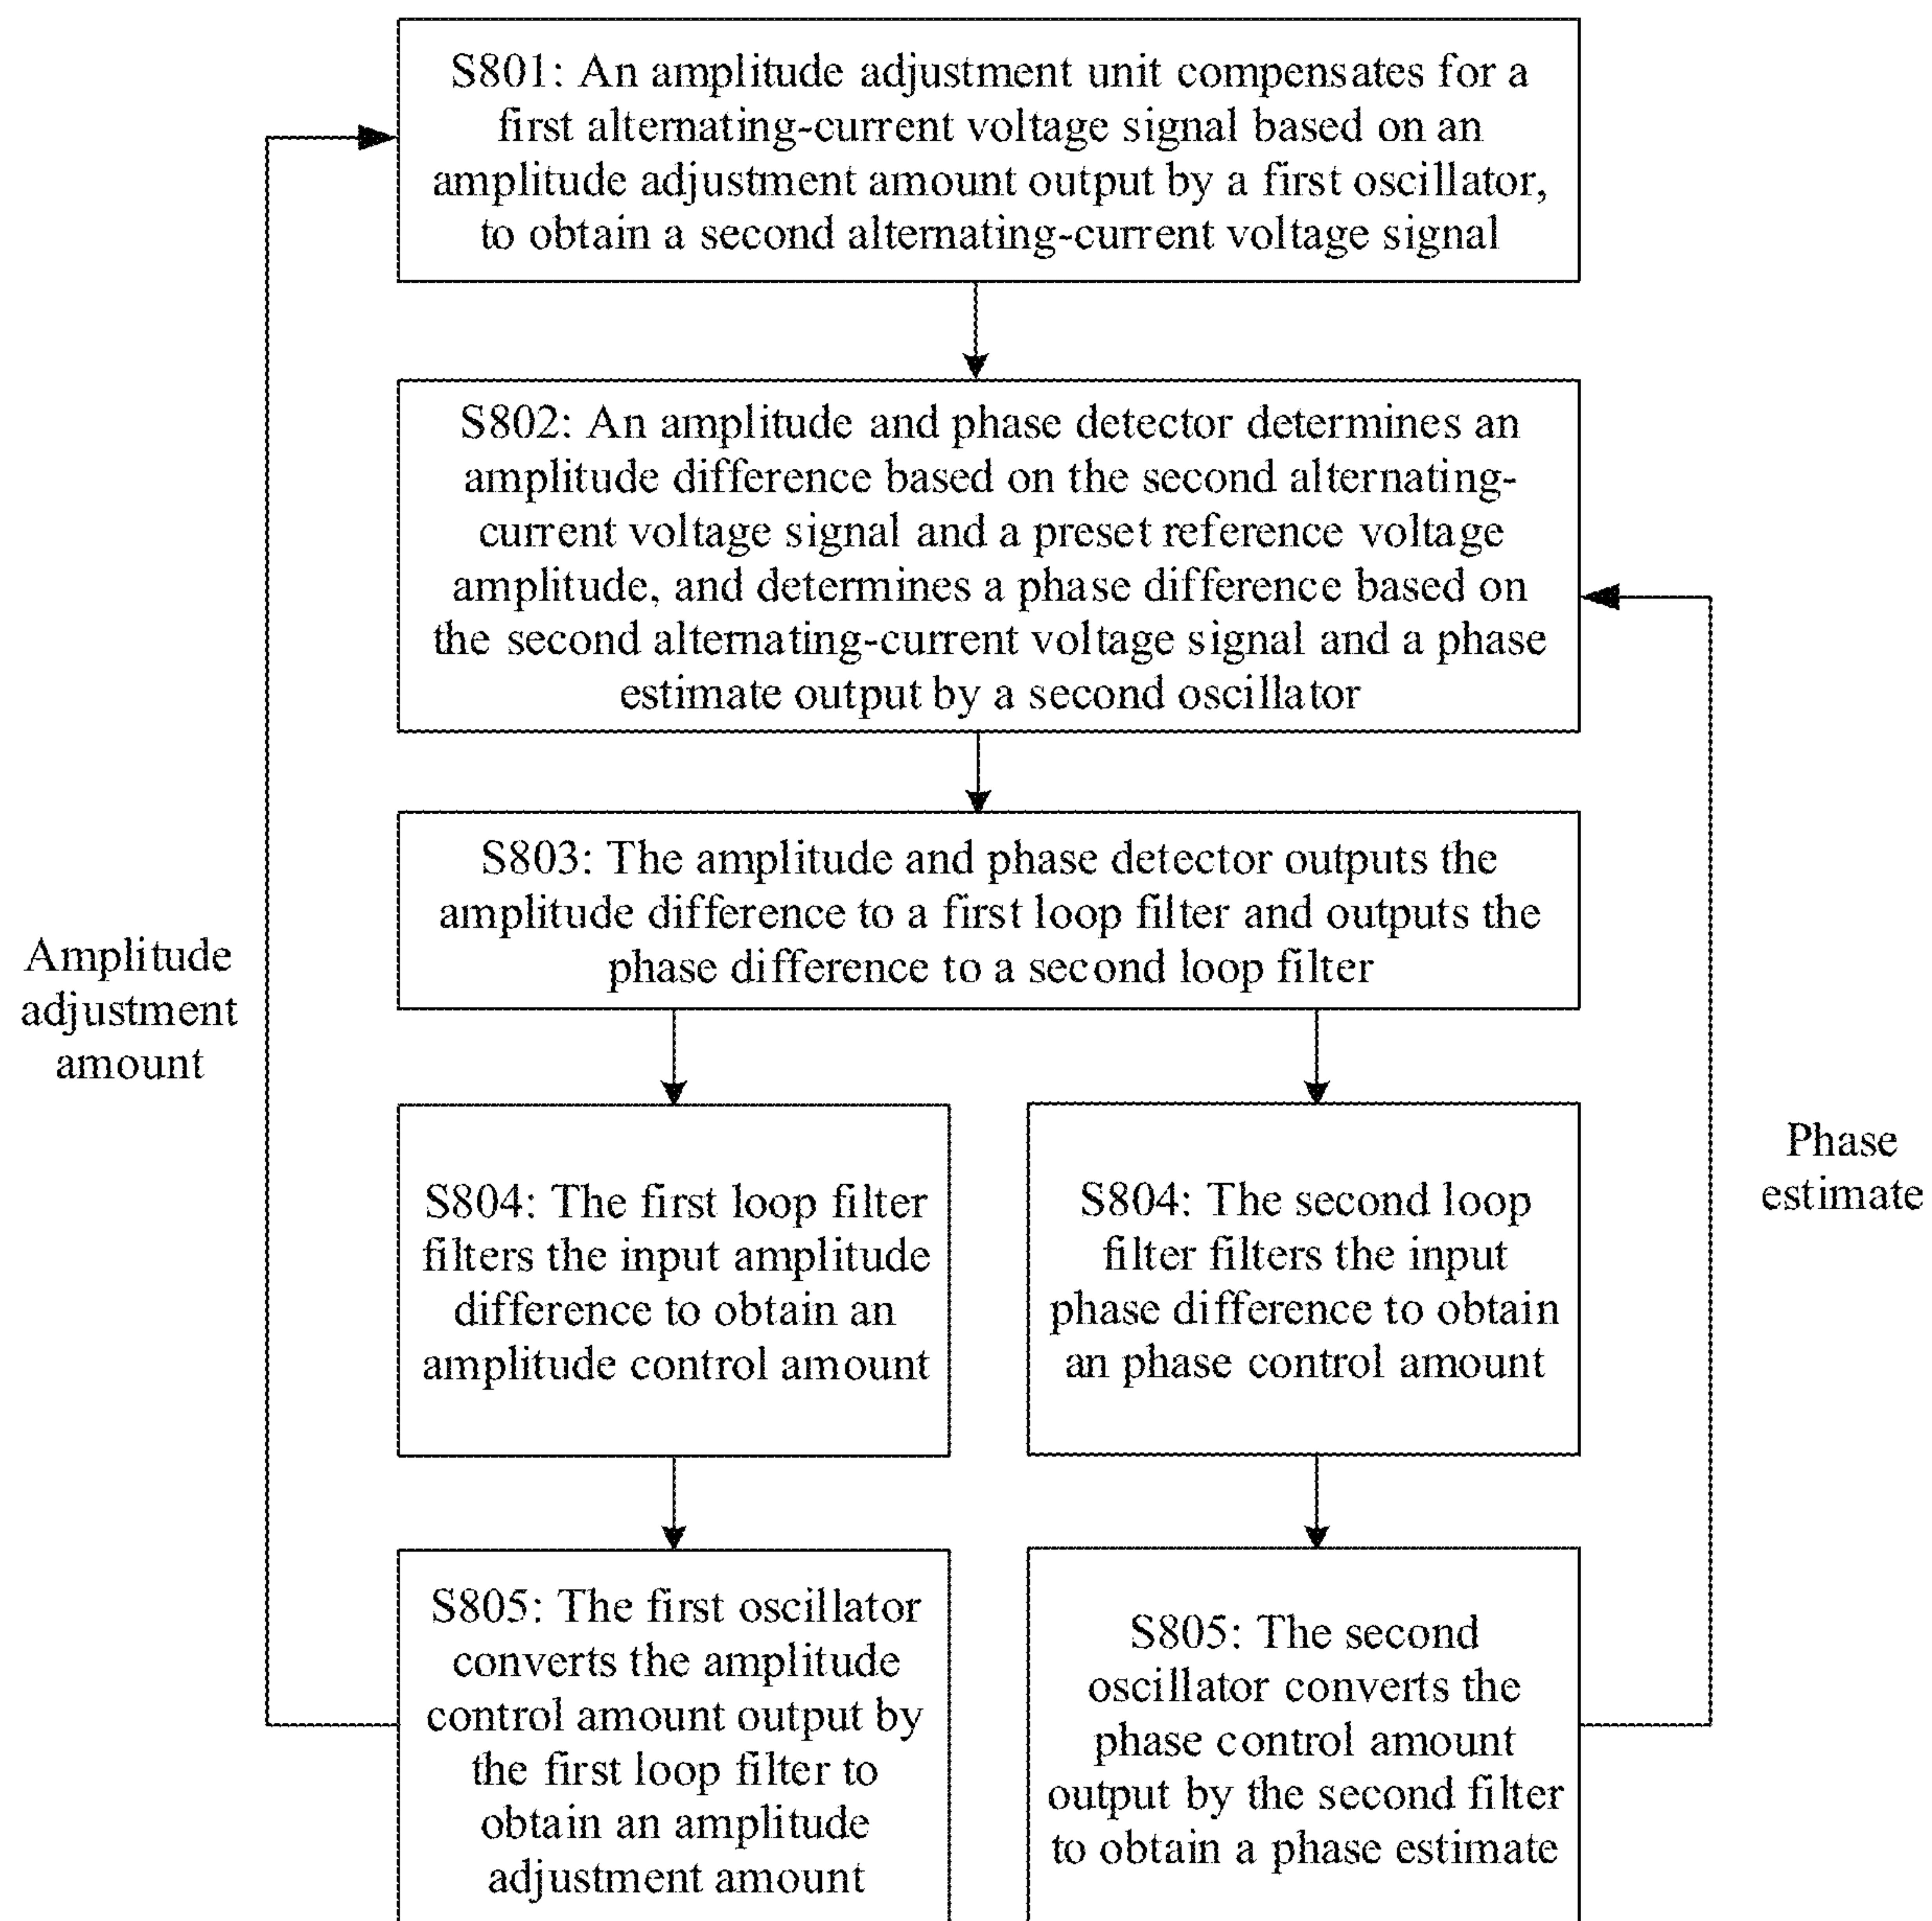 S801: An amplitude adjustment unit compensates for a
first alternating-current voltage signal based on an
amplitude adjustment amount output by a first oscillator,
to obtain a second alternating-current voltage signal
S802: An amplitude and phase detector determines an
amplitude difference based on the second alternating-
current voltage signal and a preset reference voltage
amplitude, and determines a phase difference based on
the second alternating-current voltage signal and a phase
estimate output by a second oscillator
S803: The amplitude and phase detector outputs the
amplitude difference to a first loop filter and outputs the
phase difference to a second loop filter
Amplitude
adjustment
amount
Phase
estimate
S804: The first loop filter
filters the input amplitude
difference to obtain an
amplitude control amount
S804: The second loop
filter filters the input
phase difference to obtain
an phase control amount
S805: The first oscillator
converts the amplitude
control amount output by
the first loop filter to
obtain an amplitude
adjustment amount
S805: The second
oscillator converts the
phase control amount
output by the second filter
to obtain a phase estimate